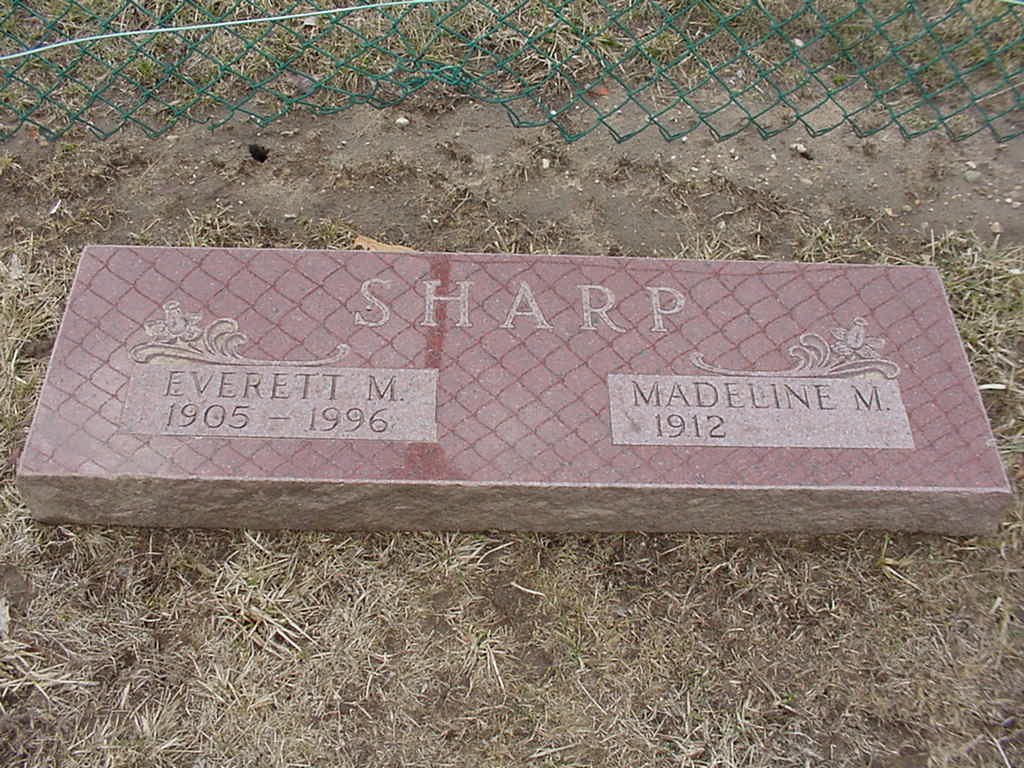 SHARP
EVERETT M.
1905 – 1996
MADELINE M.
1912